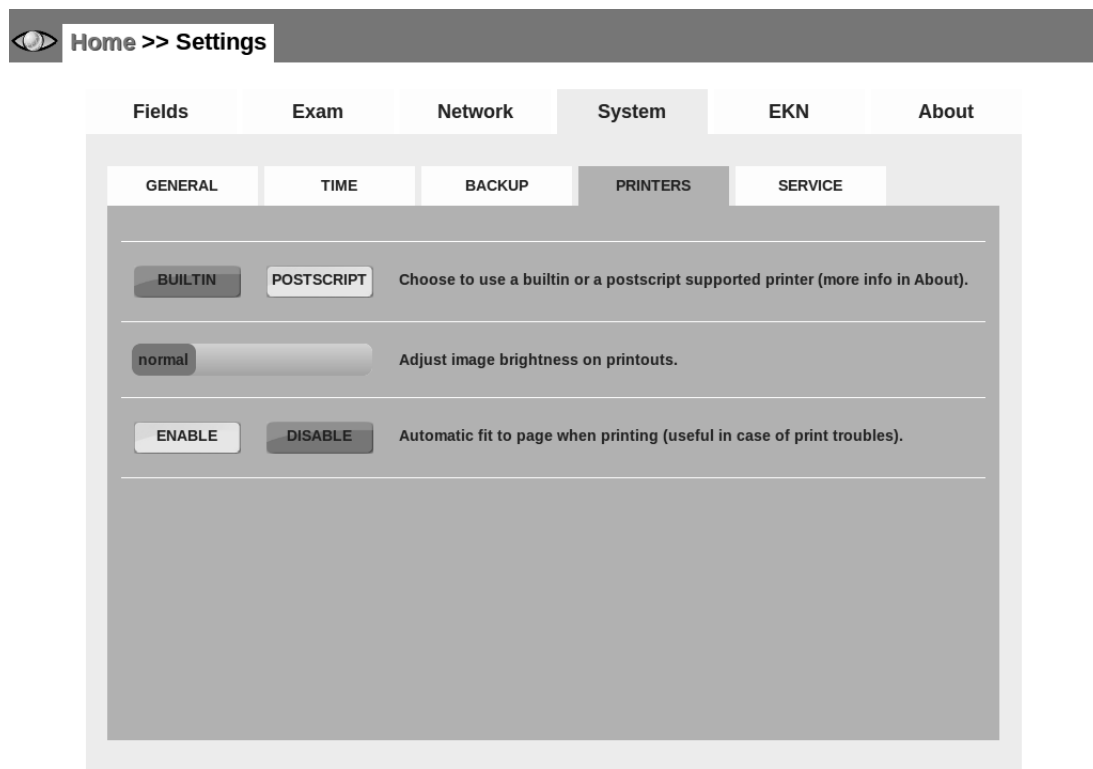 Home >> Settings
Fields Exam Network System EKN About
GENERAL TIME BACKUP PRINTERS SERVICE
BUILTIN POSTSCRIPT Choose to use a builtin or a postscript supported printer (more info in About).
normal Adjust image brightness on printouts.
ENABLE DISABLE Automatic fit to page when printing (useful in case of print troubles).